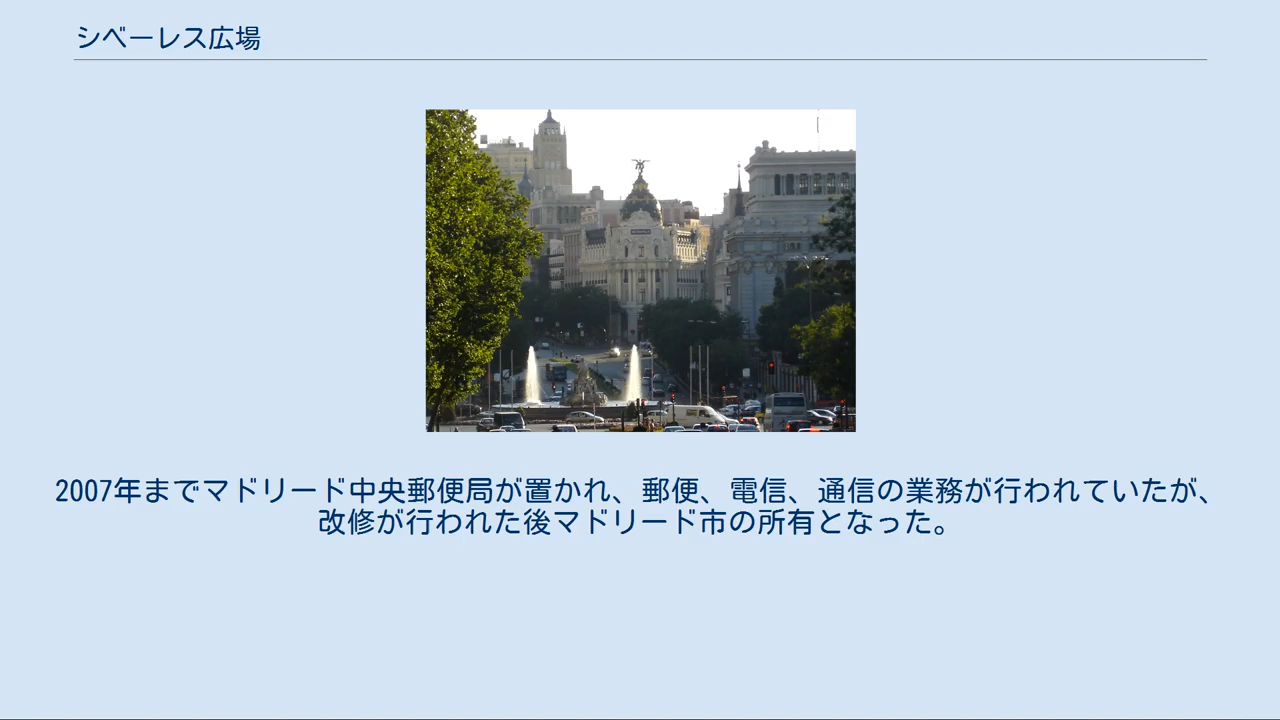 シベーレス広場
2007年までマドリード中央郵便局が置かれ、郵便、電信、通信の業務が行われていたが、
改修が行われた後マドリード市の所有となった。